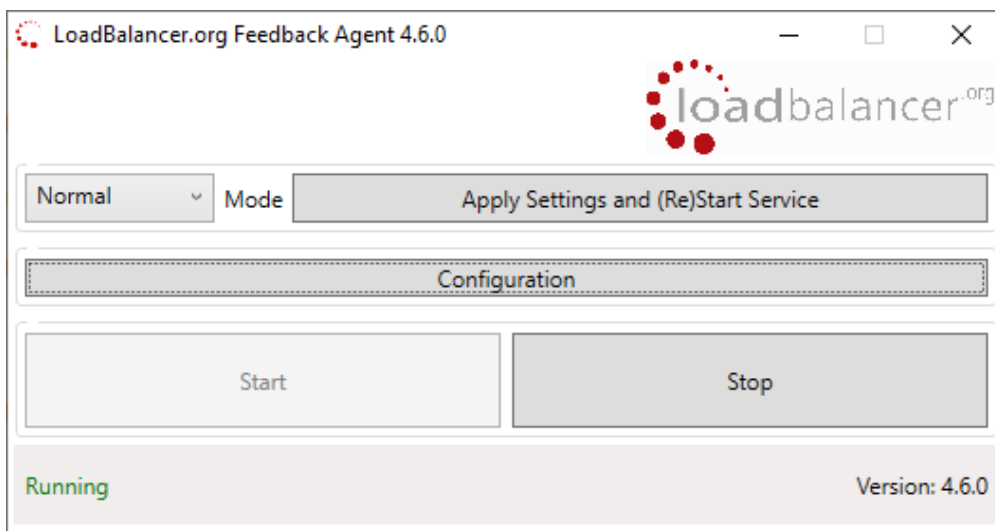 LoadBalancer.org Feedback Agent 4.6.0
loadbalancer.org
Normal Mode Apply Settings and (Re)Start Service
Configuration
Start Stop
Running Version: 4.6.0